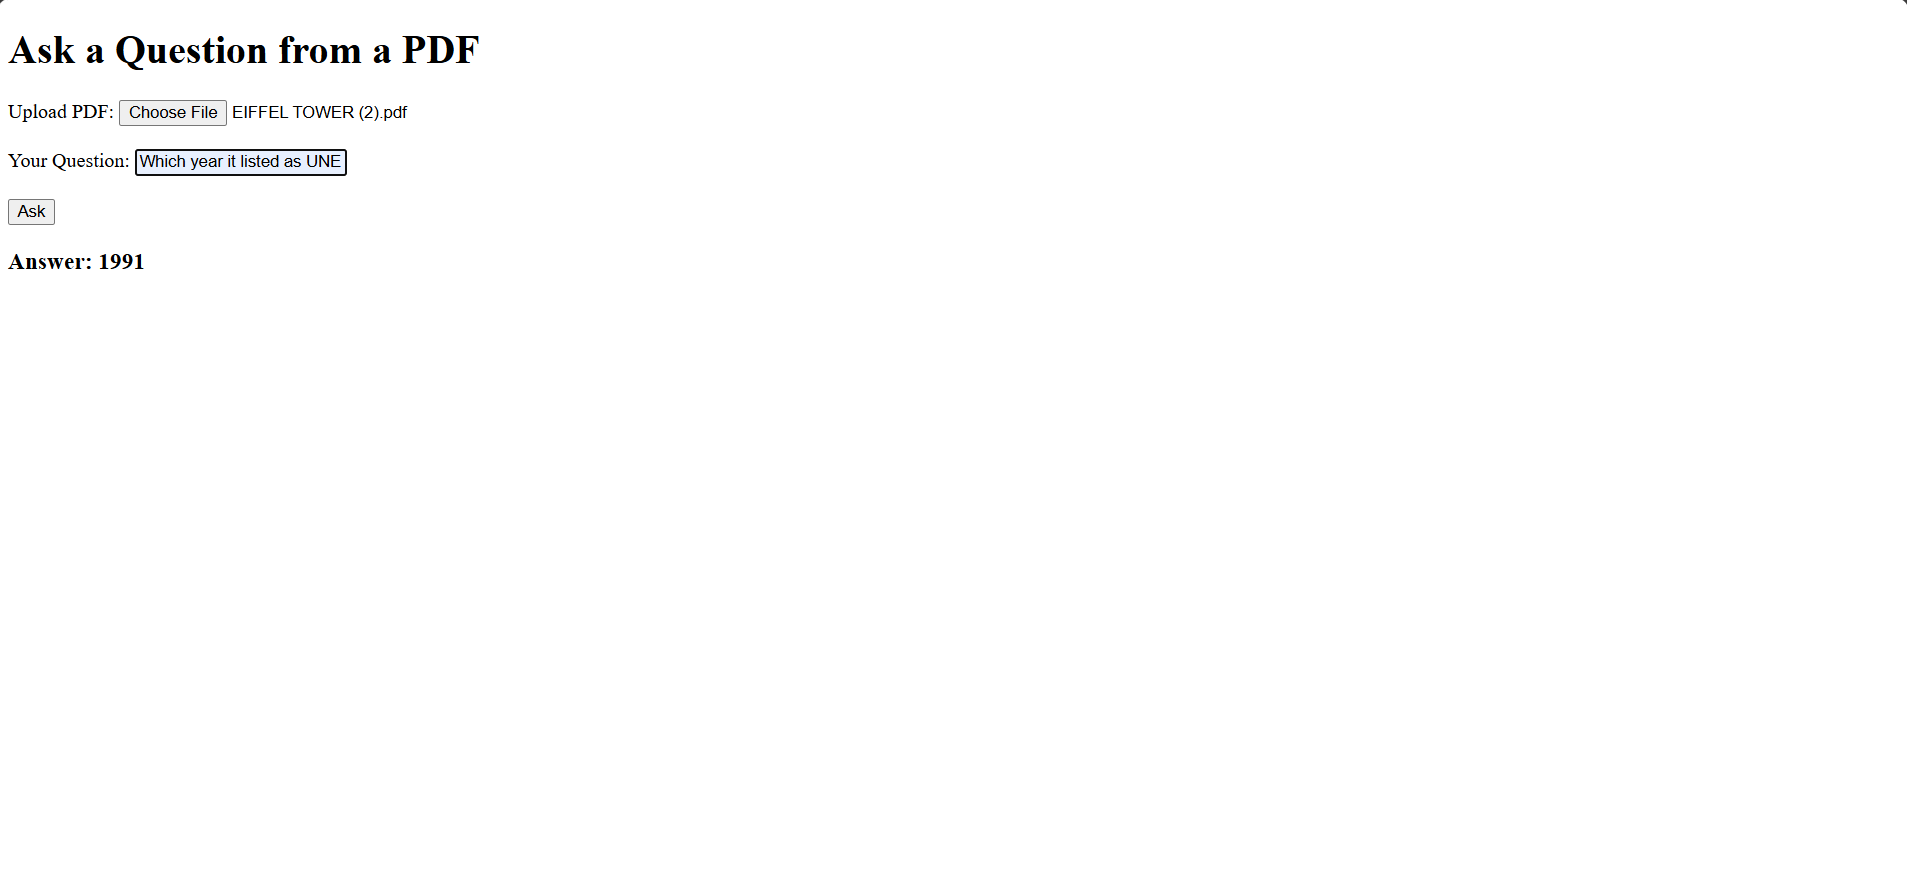 Ask a Question from a PDF
Upload PDF: Choose File EIFFEL TOWER (2).pdf
Your Question: Which year it listed as UNE
Ask
Answer: 1991